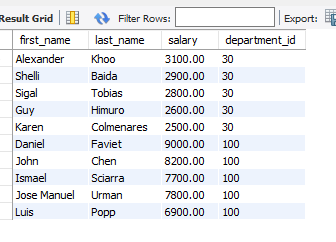 Result Grid Filter Rows: Export:
first_name last_name salary department_id
Alexander Khoo 3100.00 30
Shelli Baida 2900.00 30
Sigal Tobias 2800.00 30
Guy Himuro 2600.00 30
Karen Colmenares 2500.00 30
Daniel Faviet 9000.00 100
John Chen 8200.00 100
Ismael Sciarra 7700.00 100
Jose Manuel Urman 7800.00 100
Luis Popp 6900.00 100